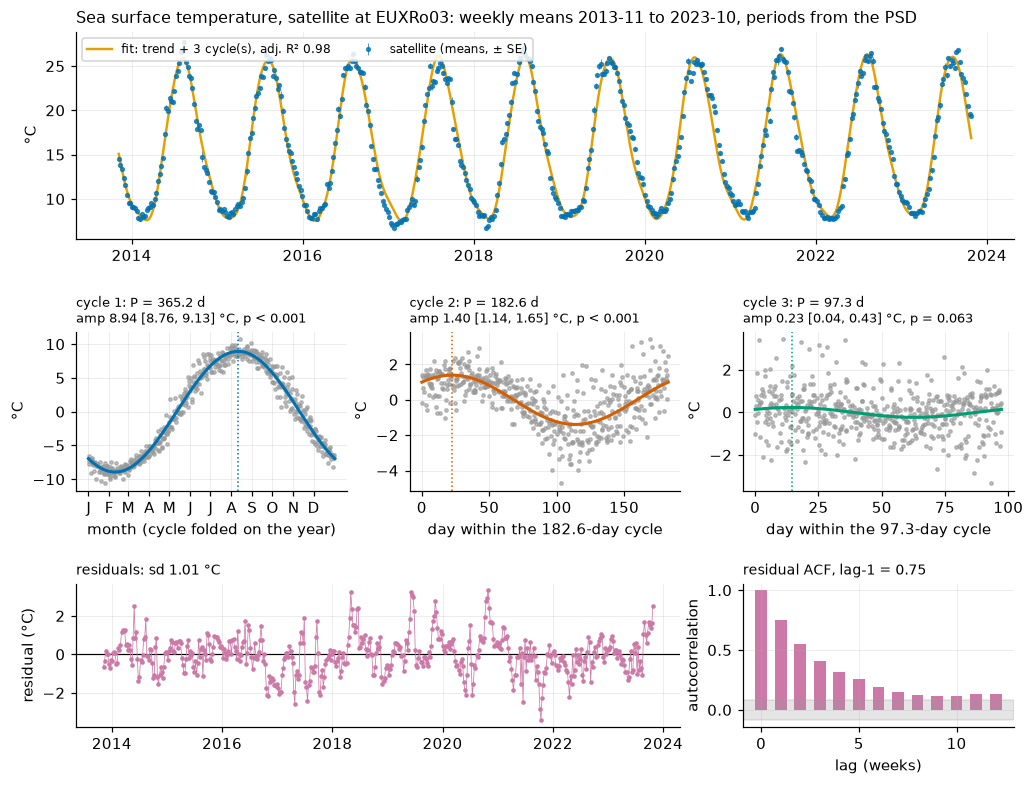 Sea surface temperature, satellite at EUXRo03: weekly means 2013-11 to 2023-10, periods from the PSD
fit: trend + 3 cycle(s), adj. R² 0.98
satellite (means, ± SE)
°C
25
20
15
10
2014 2016 2018 2020 2022 2024
cycle 1: P = 365.2 d
amp 8.94 [8.76, 9.13] °C, p < 0.001
°C
10
5
0
−5
−10
J F M A M J J A S O N D
month (cycle folded on the year)
cycle 2: P = 182.6 d
amp 1.40 [1.14, 1.65] °C, p < 0.001
°C
2
0
−2
−4
0 50 100 150
day within the 182.6-day cycle
cycle 3: P = 97.3 d
amp 0.23 [0.04, 0.43] °C, p = 0.063
°C
2
0
−2
0 25 50 75 100
day within the 97.3-day cycle
residuals: sd 1.01 °C
residual (°C)
2
0
−2
2014 2016 2018 2020 2022 2024
residual ACF, lag-1 = 0.75
autocorrelation
1.0
0.5
0.0
0 5 10
lag (weeks)